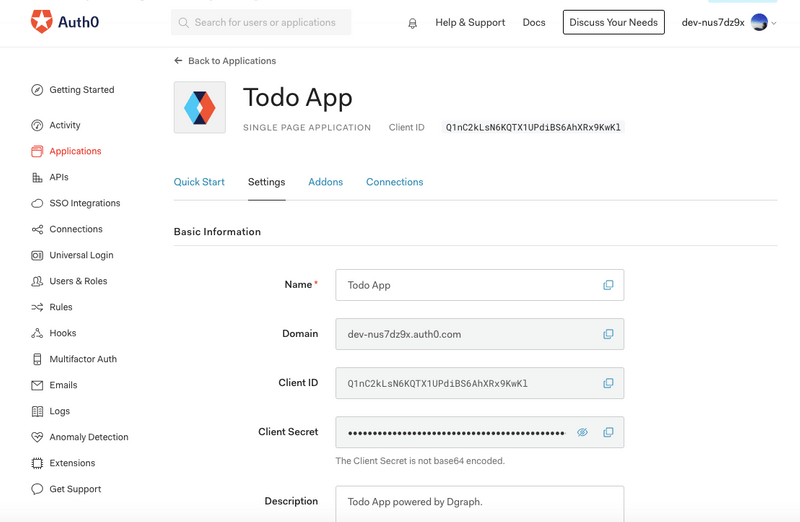 Auth0
Search for users or applications
Help & Support
Docs
Discuss Your Needs
dev-nus7dz9x
Back to Applications
Todo App
SINGLE PAGE APPLICATION
Client ID
Q1nC2kLsN6KQTX1UPdiBS6AhXRx9KwKl
Getting Started
Activity
Applications
APIs
SSO Integrations
Connections
Universal Login
Users & Roles
Rules
Hooks
Multifactor Auth
Emails
Logs
Anomaly Detection
Extensions
Get Support
Quick Start
Settings
Addons
Connections
Basic Information
Name *
Todo App
Domain
dev-nus7dz9x.auth0.com
Client ID
Q1nC2kLsN6KQTX1UPdiBS6AhXRx9KwKl
Client Secret
••••••••••••••••••••••••••••••••••••••••••••
The Client Secret is not base64 encoded.
Description
Todo App powered by Dgraph.